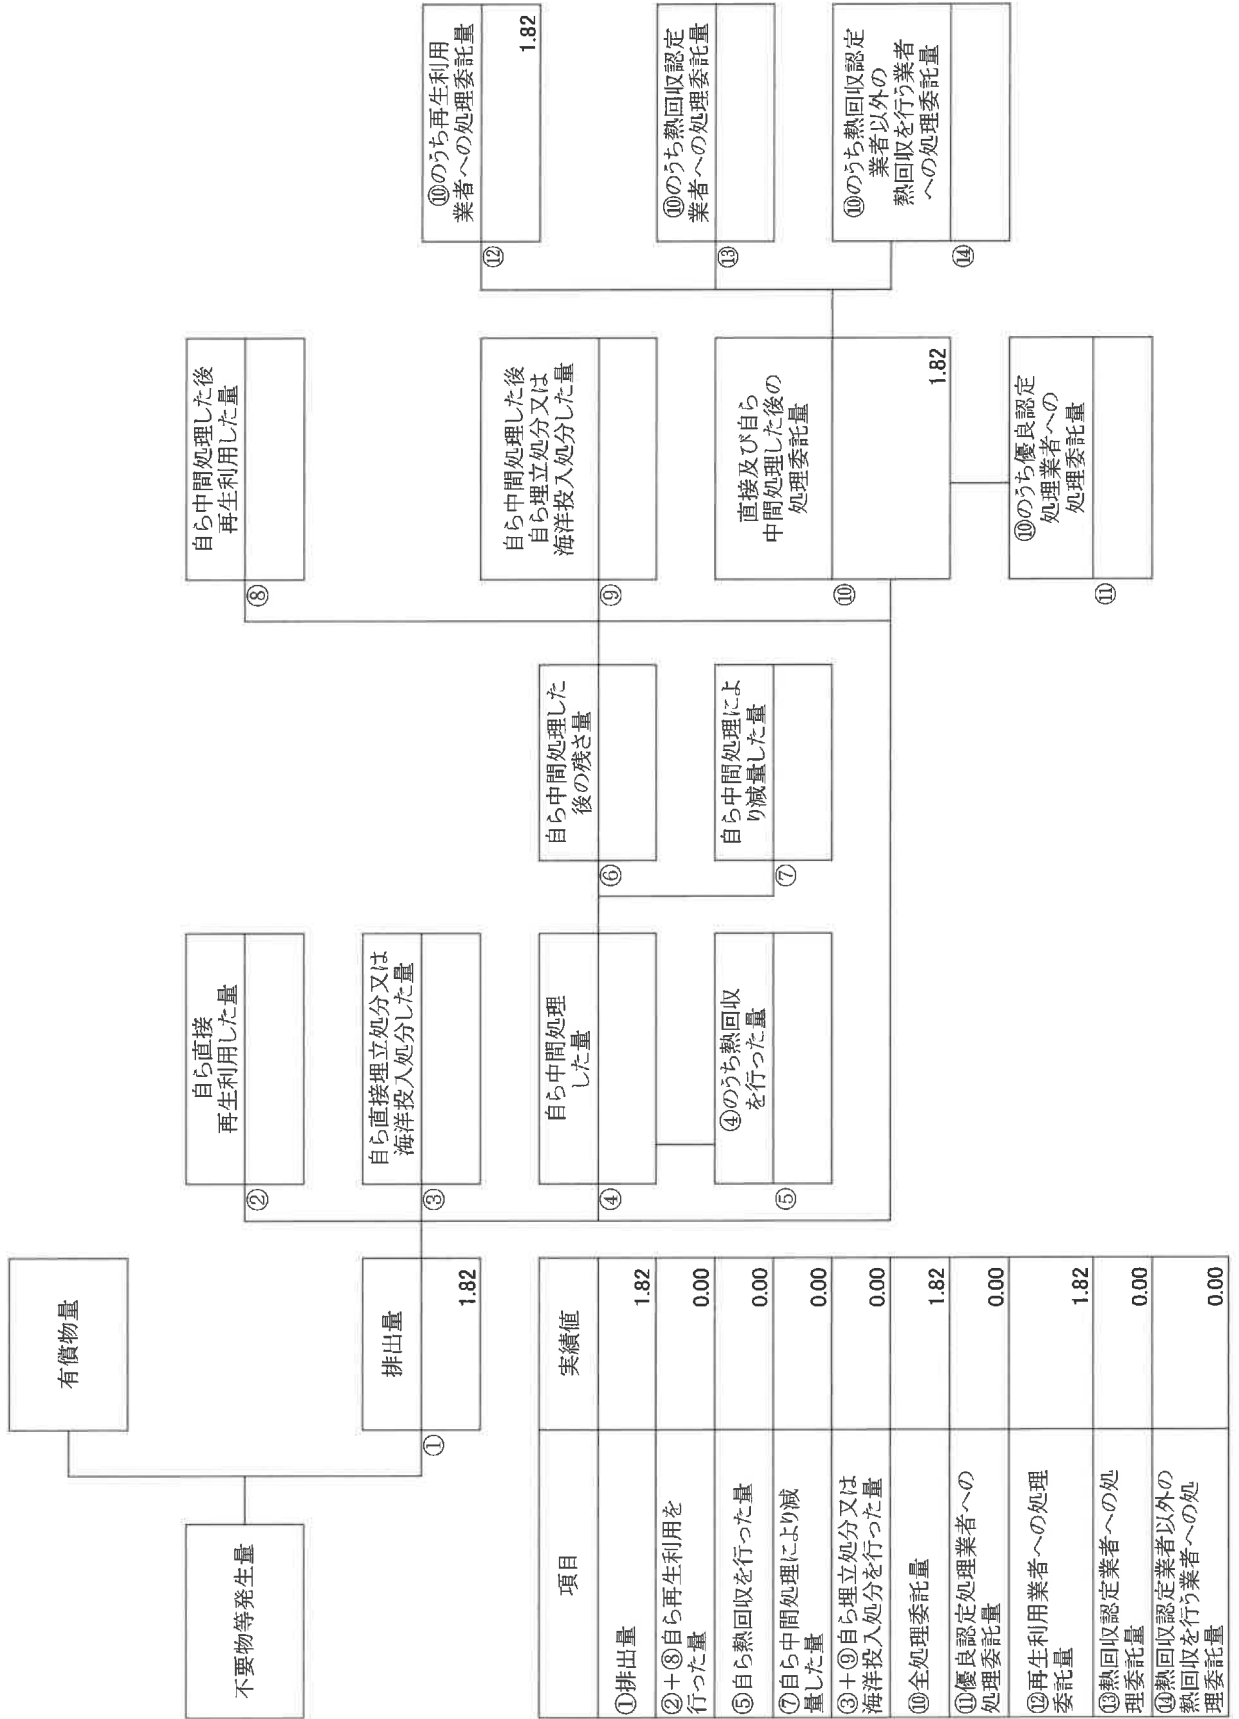 不要物等発生量
有償物量
①
排出量
1.82
②
自ら直接
再生利用した量
③
自ら直接埋立処分又は
海洋投入処分した量
④
自ら中間処理
した量
⑤
④のうち熱回収
を行った量
⑥
自ら中間処理した
後の残さ量
⑦
自ら中間処理によ
り減量した量
⑧
自ら中間処理した後
再生利用した量
⑨
自ら中間処理した後
自ら埋立処分又は
海洋投入処分した量
⑩
直接及び自ら
中間処理した後の
処理委託量
1.82
⑪
⑩のうち優良認定
処理業者への
処理委託量
⑫
⑩のうち再生利用
業者への処理委託量
1.82
⑬
⑩のうち熱回収認定
業者への処理委託量
⑭
⑩のうち熱回収認定
業者以外の
熱回収を行う業者
への処理委託量
項目 実績値
①排出量 1.82
②+⑧自ら再生利用を
行った量 0.00
⑤自ら熱回収を行った量 0.00
⑦自ら中間処理により減
量した量 0.00
③+⑨自ら埋立処分又は
海洋投入処分を行った量 0.00
⑩全処理委託量 1.82
⑪優良認定処理業者への
処理委託量 0.00
⑫再生利用業者への処理
委託量 1.82
⑬熱回収認定業者への処
理委託量 0.00
⑭熱回収認定業者以外の
熱回収を行う業者への処
理委託量 0.00